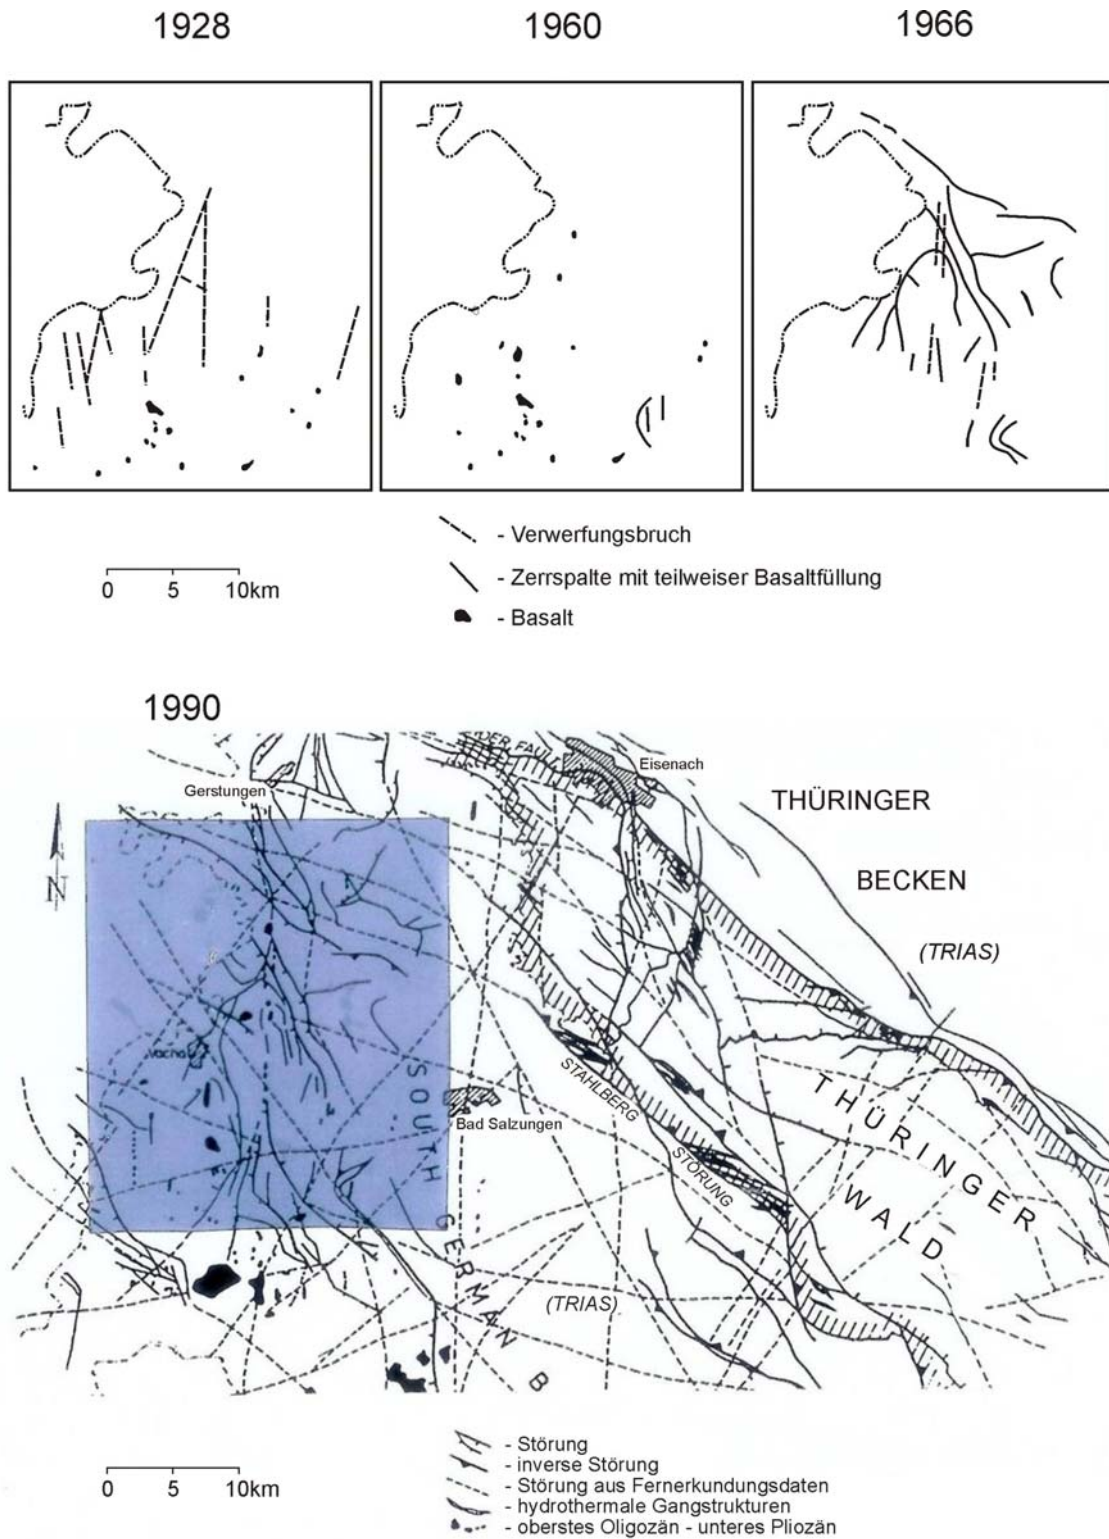 1928
1960
1966
- Verwerfungsbruch
- Zerrspalte mit teilweiser Basaltfüllung
- Basalt
0 5 10km
1990
DER FAUL
Eisenach
Gerstungen
THÜRINGER
BECKEN
(TRIAS)
N
Vacha
SOUTH GERMAN B
Bad Salzungen
STAHLBERG
STÖRUNG
THÜRINGER
WALD
(TRIAS)
- Störung
- inverse Störung
- Störung aus Fernerkundungsdaten
- hydrothermale Gangstrukturen
- oberstes Oligozän - unteres Pliozän
0 5 10km